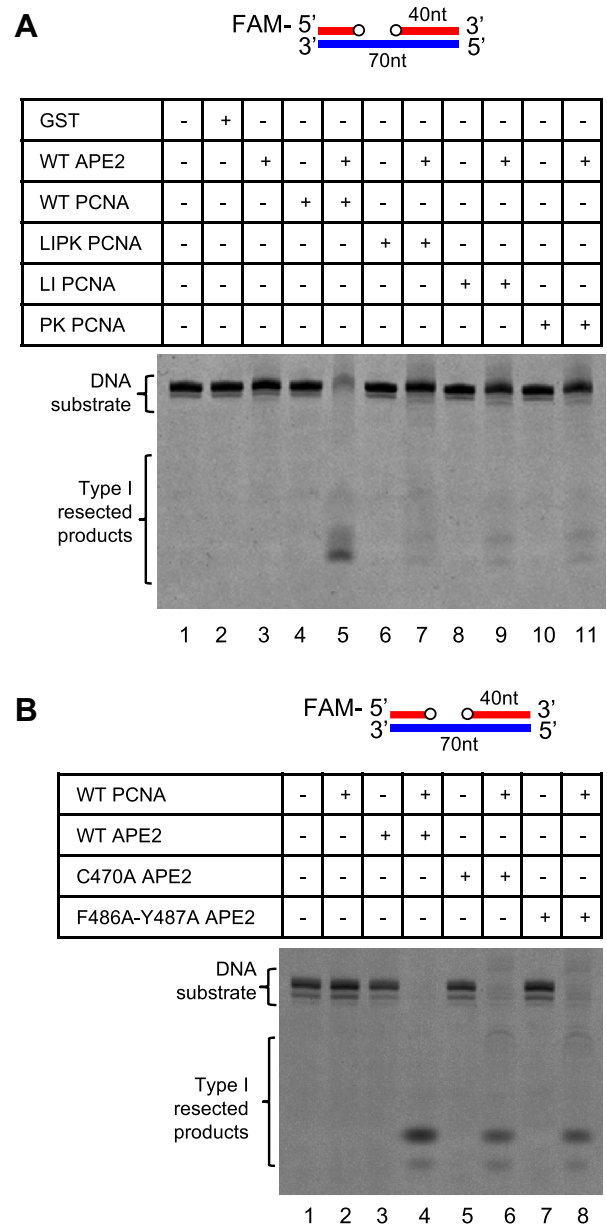 A
40nt
FAM- 5’ 3’
3’ 5’
70nt
GST - + - - - - - - - - -
WT APE2 - - + - + - + - + - +
WT PCNA - - - + + - - - - - -
LIPK PCNA - - - - - + + - - - -
LI PCNA - - - - - - - + + - -
PK PCNA - - - - - - - - - + +
DNA
substrate
Type I
resected
products
1 2 3 4 5 6 7 8 9 10 11
B
40nt
FAM- 5’ 3’
3’ 5’
70nt
WT PCNA - + - + - + - +
WT APE2 - - + + - - - -
C470A APE2 - - - - + + - -
F486A-Y487A APE2 - - - - - - + +
DNA
substrate
Type I
resected
products
1 2 3 4 5 6 7 8